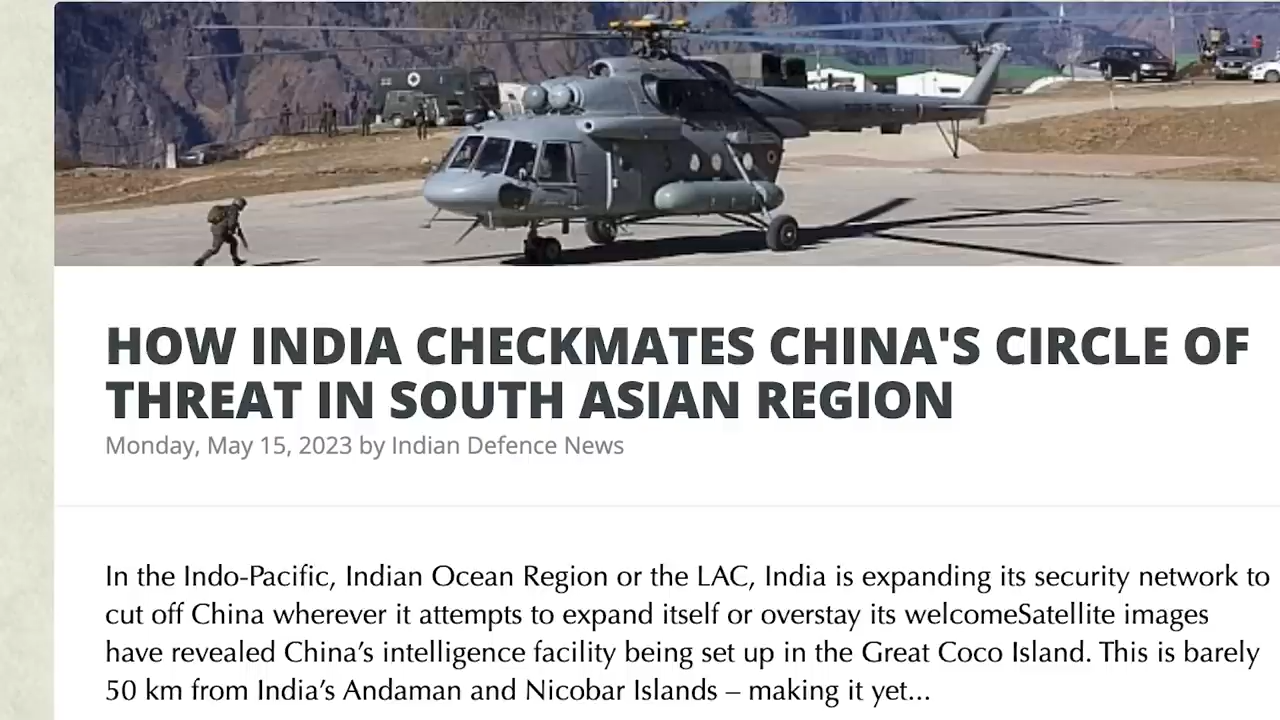 HOW INDIA CHECKMATES CHINA'S CIRCLE OF
THREAT IN SOUTH ASIAN REGION
Monday, May 15, 2023 by Indian Defence News
In the Indo-Pacific, Indian Ocean Region or the LAC, India is expanding its security network to
cut off China wherever it attempts to expand itself or overstay its welcomeSatellite images
have revealed China’s intelligence facility being set up in the Great Coco Island. This is barely
50 km from India’s Andaman and Nicobar Islands – making it yet...